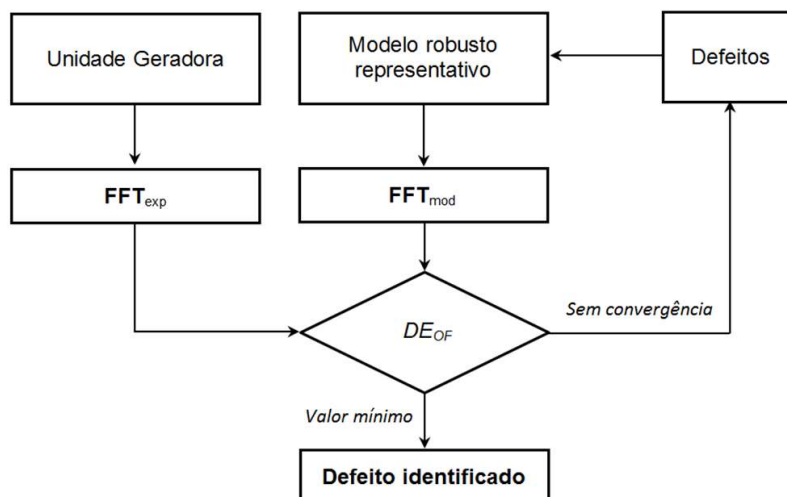 Unidade Geradora
Modelo robusto
representativo
Defeitos
FFTexp
FFTmod
DEOF
Sem convergência
Valor mínimo
Defeito identificado